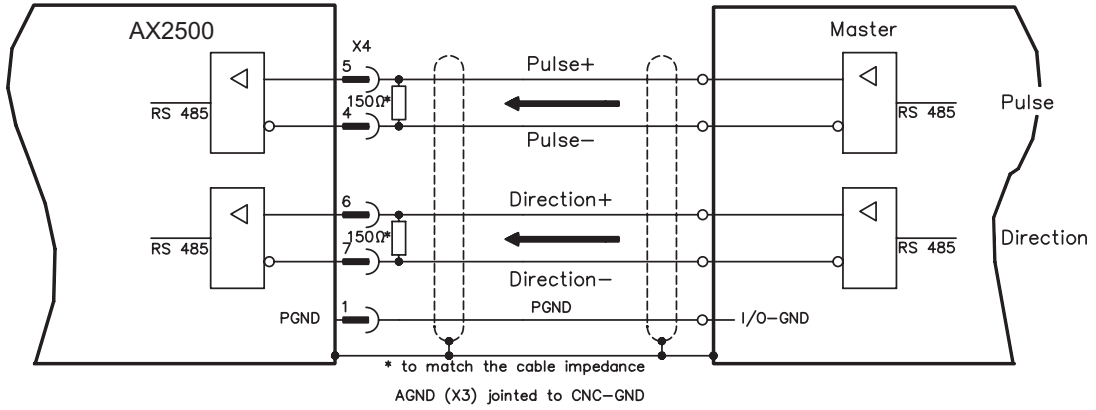 AX2500
X4
Master
5
Pulse+
150Ω*
RS 485
RS 485
Pulse
4
Pulse−
6
Direction+
150Ω*
RS 485
RS 485
Direction
7
Direction−
PGND
1
PGND
I/O−GND
* to match the cable impedance
AGND (X3) jointed to CNC−GND